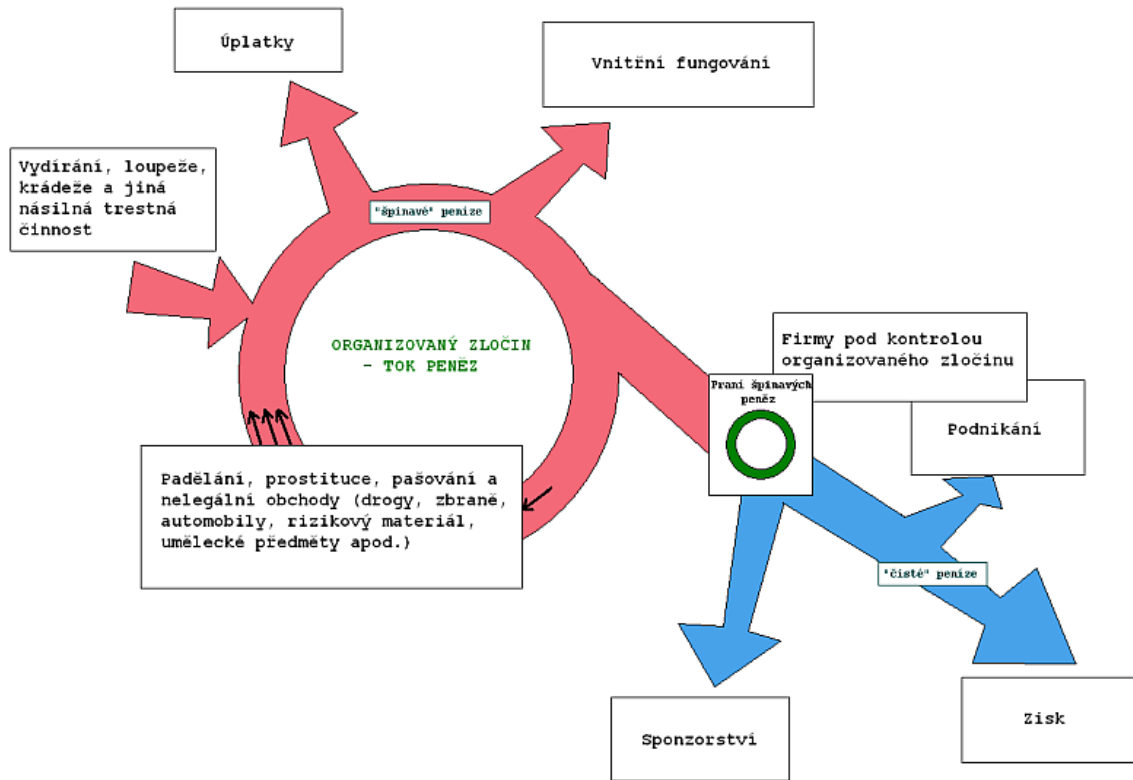 Úplatky
Vnitřní fungování
Vydírání, loupeže,
krádeže a jiná
násilná trestná
činnost
"špinavé" peníze
ORGANIZOVANÝ ZLOČIN
- TOK PENĚZ
Firmy pod kontrolou
organizovaného zločinu
Praní špinavých
peněz
Podnikání
Padělání, prostituce, pašování a
nelegální obchody (drogy, zbraně,
automobily, rizikový materiál,
umělecké předměty apod.)
"čisté" peníze
Sponzorství
Zisk